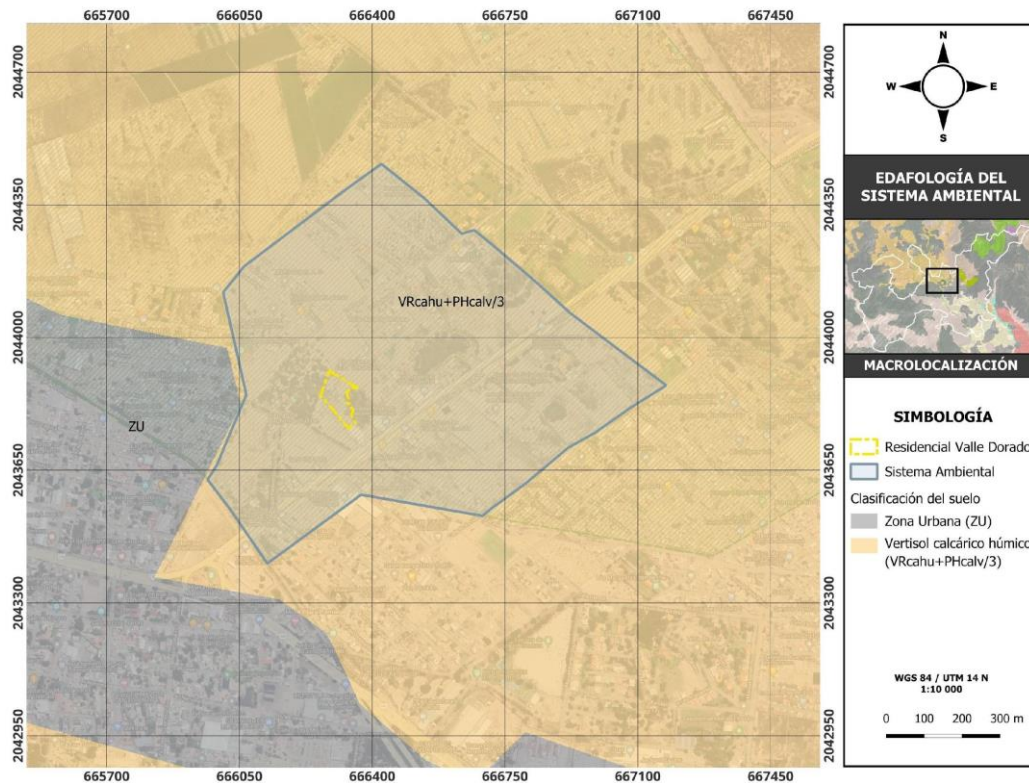 665700 666050 666400 666750 667100 667450
2044700
2044350
2044000
2043650
2043300
2042950
VRcahu+PHcalv/3
ZU
2044700
2044350
2044000
2043650
2043300
2042950
665700 666050 666400 666750 667100 667450
N
W E
S
EDAFOLOGÍA DEL
SISTEMA AMBIENTAL
MACROLOCALIZACIÓN
SIMBOLOGÍA
Residencial Valle Dorado
Sistema Ambiental
Clasificación del suelo
Zona Urbana (ZU)
Vertisol calcárico húmico
(VRcahu+PHcalv/3)
WGS 84 / UTM 14 N
1:10 000
0 100 200 300 m